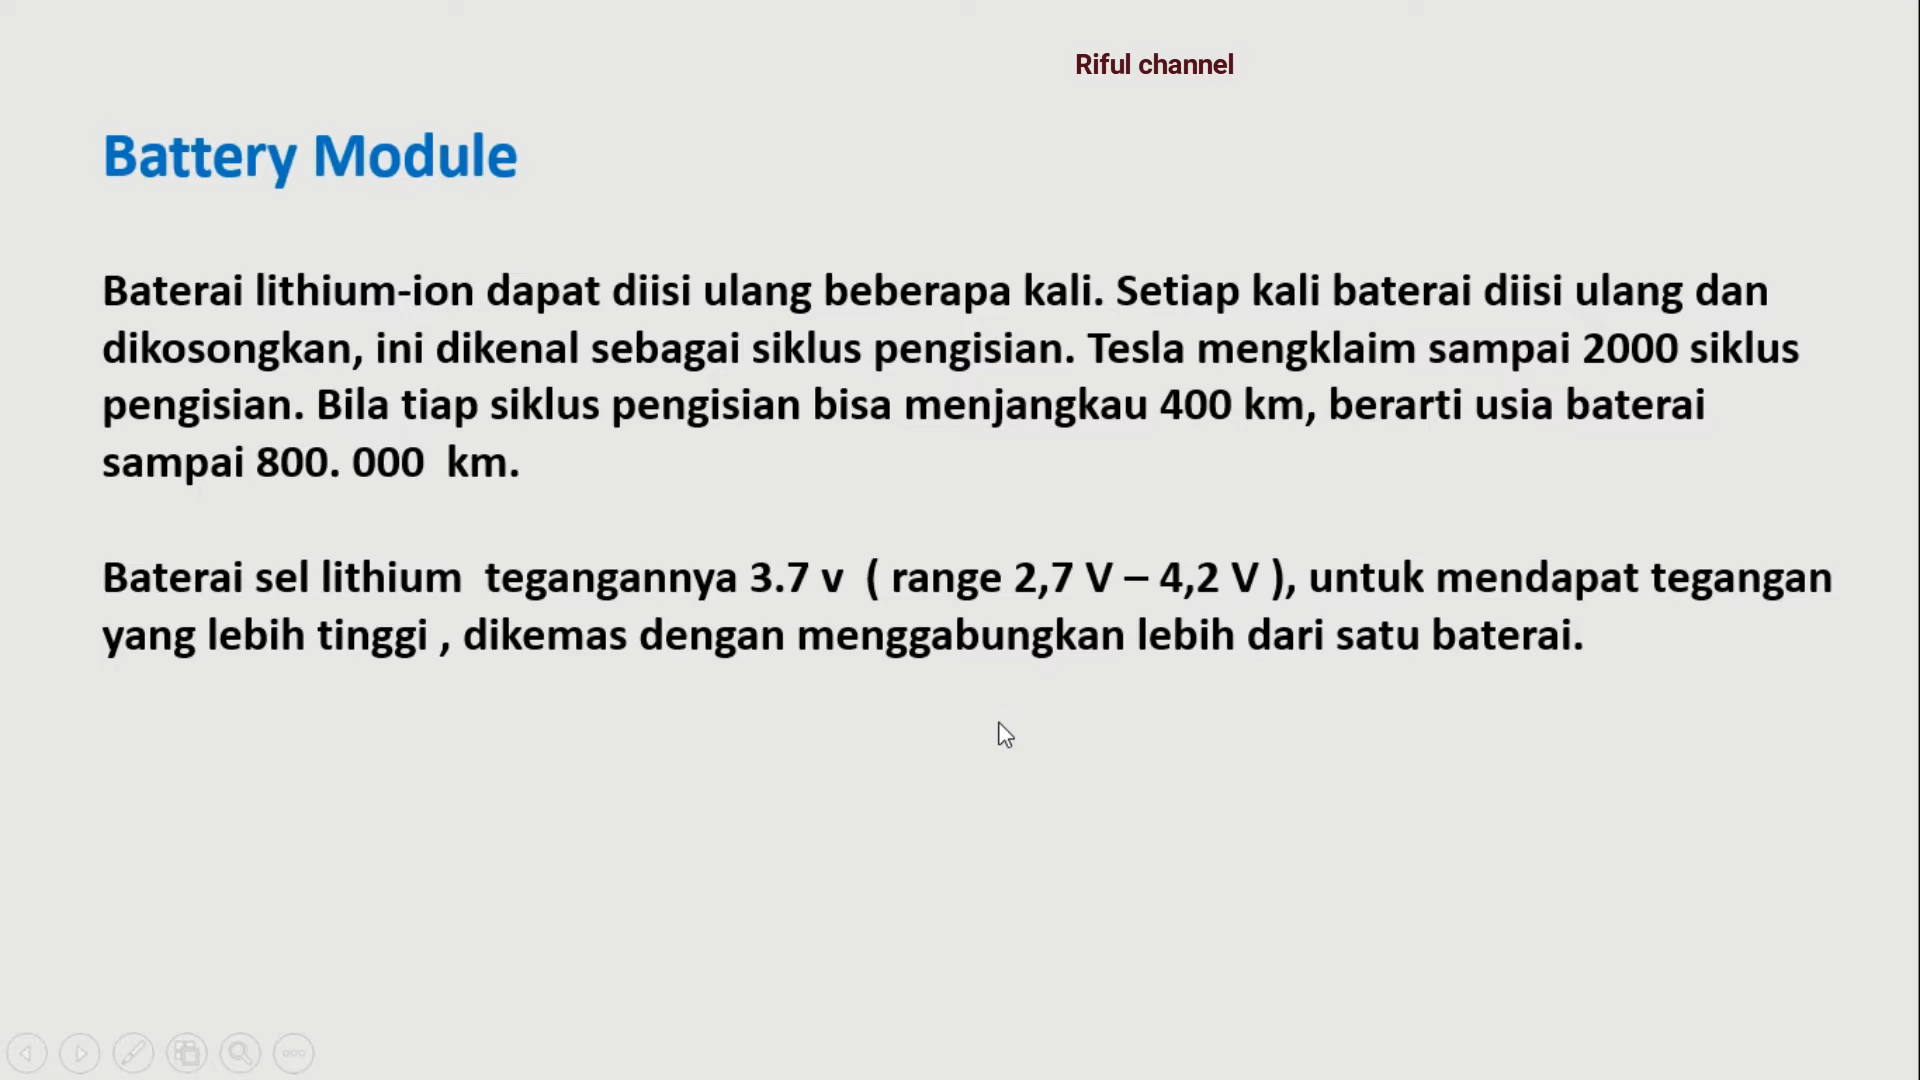 Riful channel
Battery Module
Baterai lithium-ion dapat diisi ulang beberapa kali. Setiap kali baterai diisi ulang dan
dikosongkan, ini dikenal sebagai siklus pengisian. Tesla mengklaim sampai 2000 siklus
pengisian. Bila tiap siklus pengisian bisa menjangkau 400 km, berarti usia baterai
sampai 800. 000  km.
Baterai sel lithium  tegangannya 3.7 v  ( range 2,7 V – 4,2 V ), untuk mendapat tegangan
yang lebih tinggi , dikemas dengan menggabungkan lebih dari satu baterai.